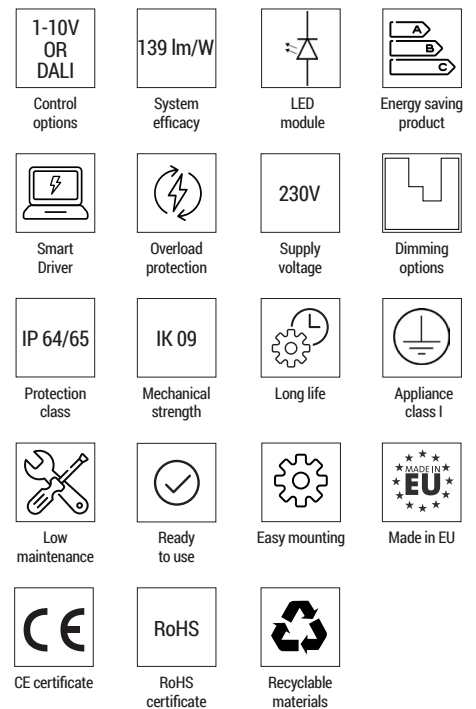 1-10V
OR
DALI
Control
options
139 lm/W
System
efficacy
LED
module
A
B
C
Energy saving
product
Smart
Driver
Overload
protection
230V
Supply
voltage
Dimming
options
IP 64/65
Protection
class
IK 09
Mechanical
strength
Long life
Appliance
class I
Low
maintenance
Ready
to use
Easy mounting
MADE IN
EU
Made in EU
CE
CE certificate
RoHS
RoHS
certificate
Recyclable
materials